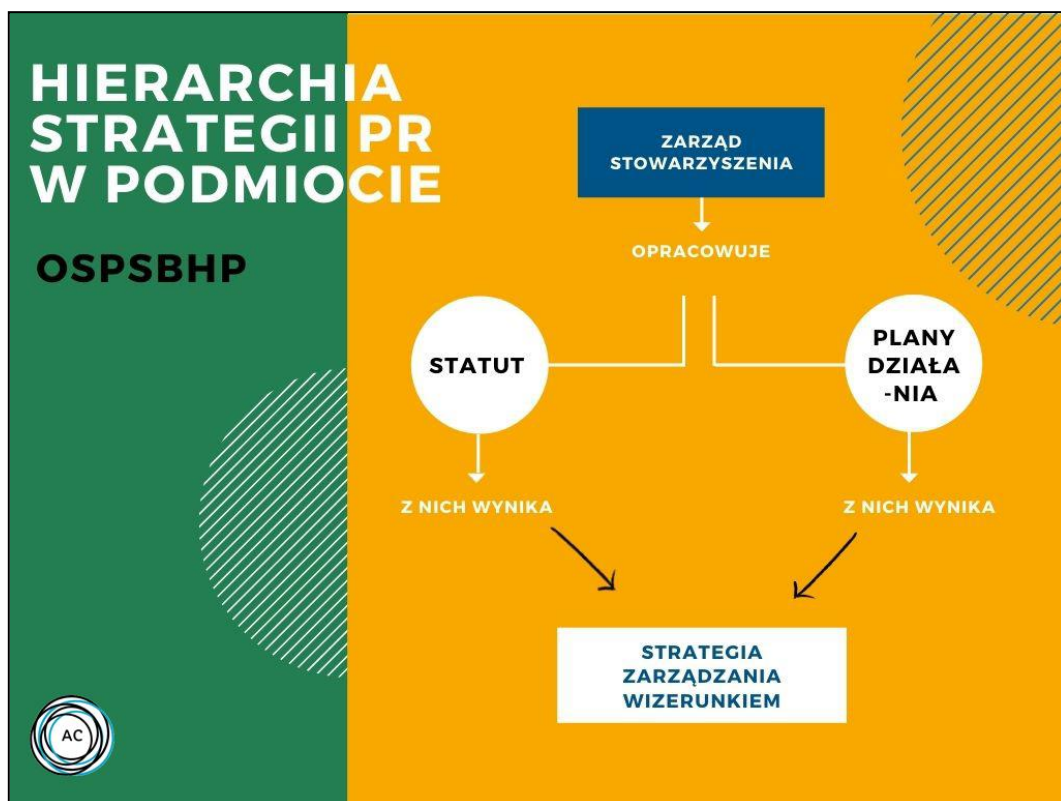 HIERARCHIA
STRATEGII PR
W PODMIOCIE
OSPSBHP
ZARZĄD
STOWARZYSZENIA
OPRACOWUJE
STATUT
PLANY
DZIAŁA
-NIA
Z NICH WYNIKA
Z NICH WYNIKA
STRATEGIA
ZARZĄDZANIA
WIZERUNKIEM
AC